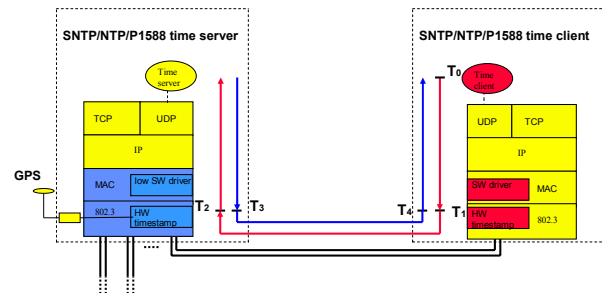 SNTP/NTP/P1588 time server
SNTP/NTP/P1588 time client
Time
server
T0
Time
client
TCP
UDP
UDP
TCP
IP
IP
GPS
MAC
low SW driver
SW driver
MAC
802.3
HW
timestamp
T2
T3
T4
T1
HW
timestamp
802.3
....